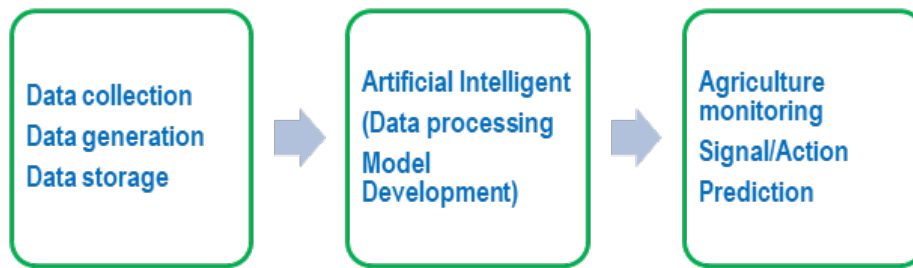 Data collection
Data generation
Data storage
Artificial Intelligent
(Data processing
Model
Development)
Agriculture
monitoring
Signal/Action
Prediction